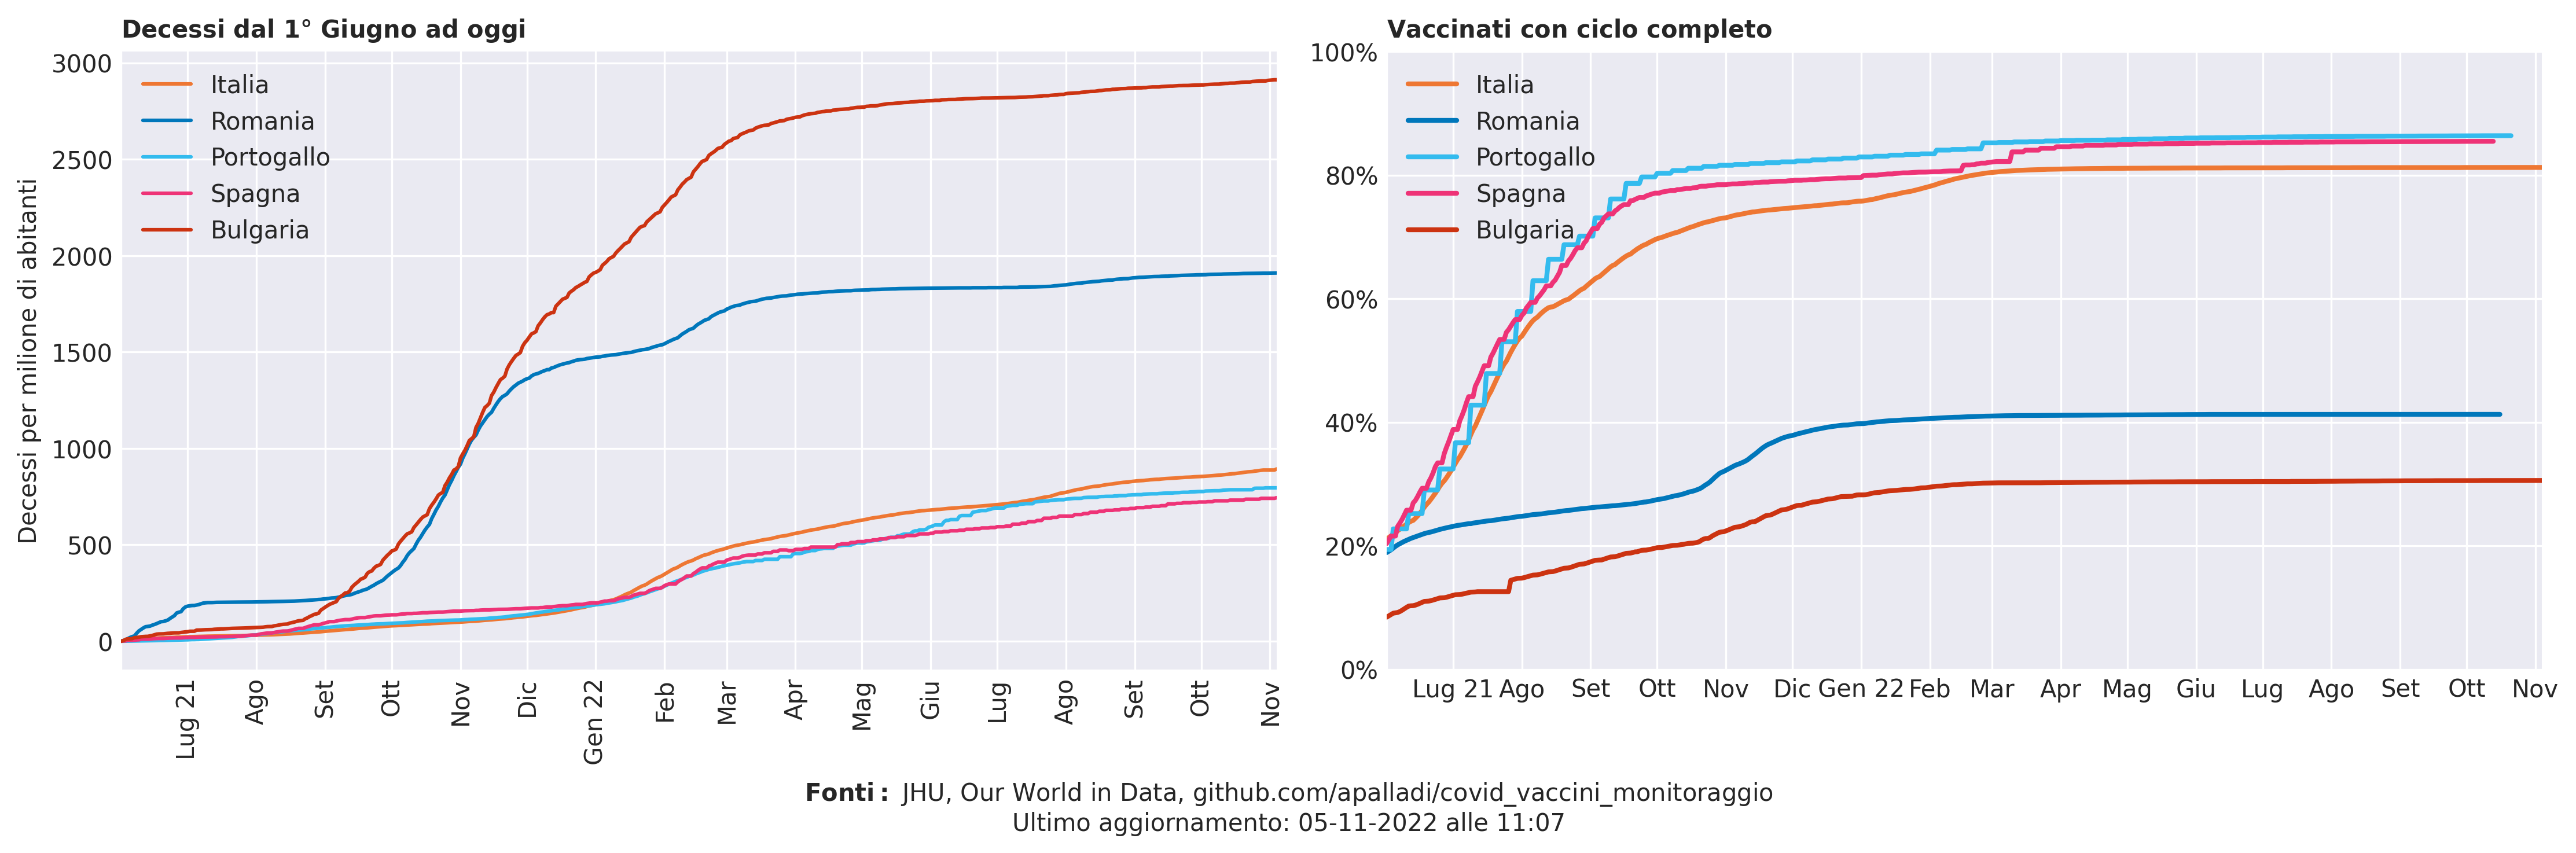 Decessi dal 1° Giugno ad oggi
Decessi per milione di abitanti
3000
2500
2000
1500
1000
500
0
Italia
Romania
Portogallo
Spagna
Bulgaria
Lug 21 Ago Set Ott Nov Dic Gen 22 Feb Mar Apr Mag Giu Lug Ago Set Ott Nov
Vaccinati con ciclo completo
100%
80%
60%
40%
20%
0%
Italia
Romania
Portogallo
Spagna
Bulgaria
Lug 21 Ago Set Ott Nov Dic Gen 22 Feb Mar Apr Mag Giu Lug Ago Set Ott Nov
Fonti: JHU, Our World in Data, github.com/apalladi/covid_vaccini_monitoraggio
Ultimo aggiornamento: 05-11-2022 alle 11:07